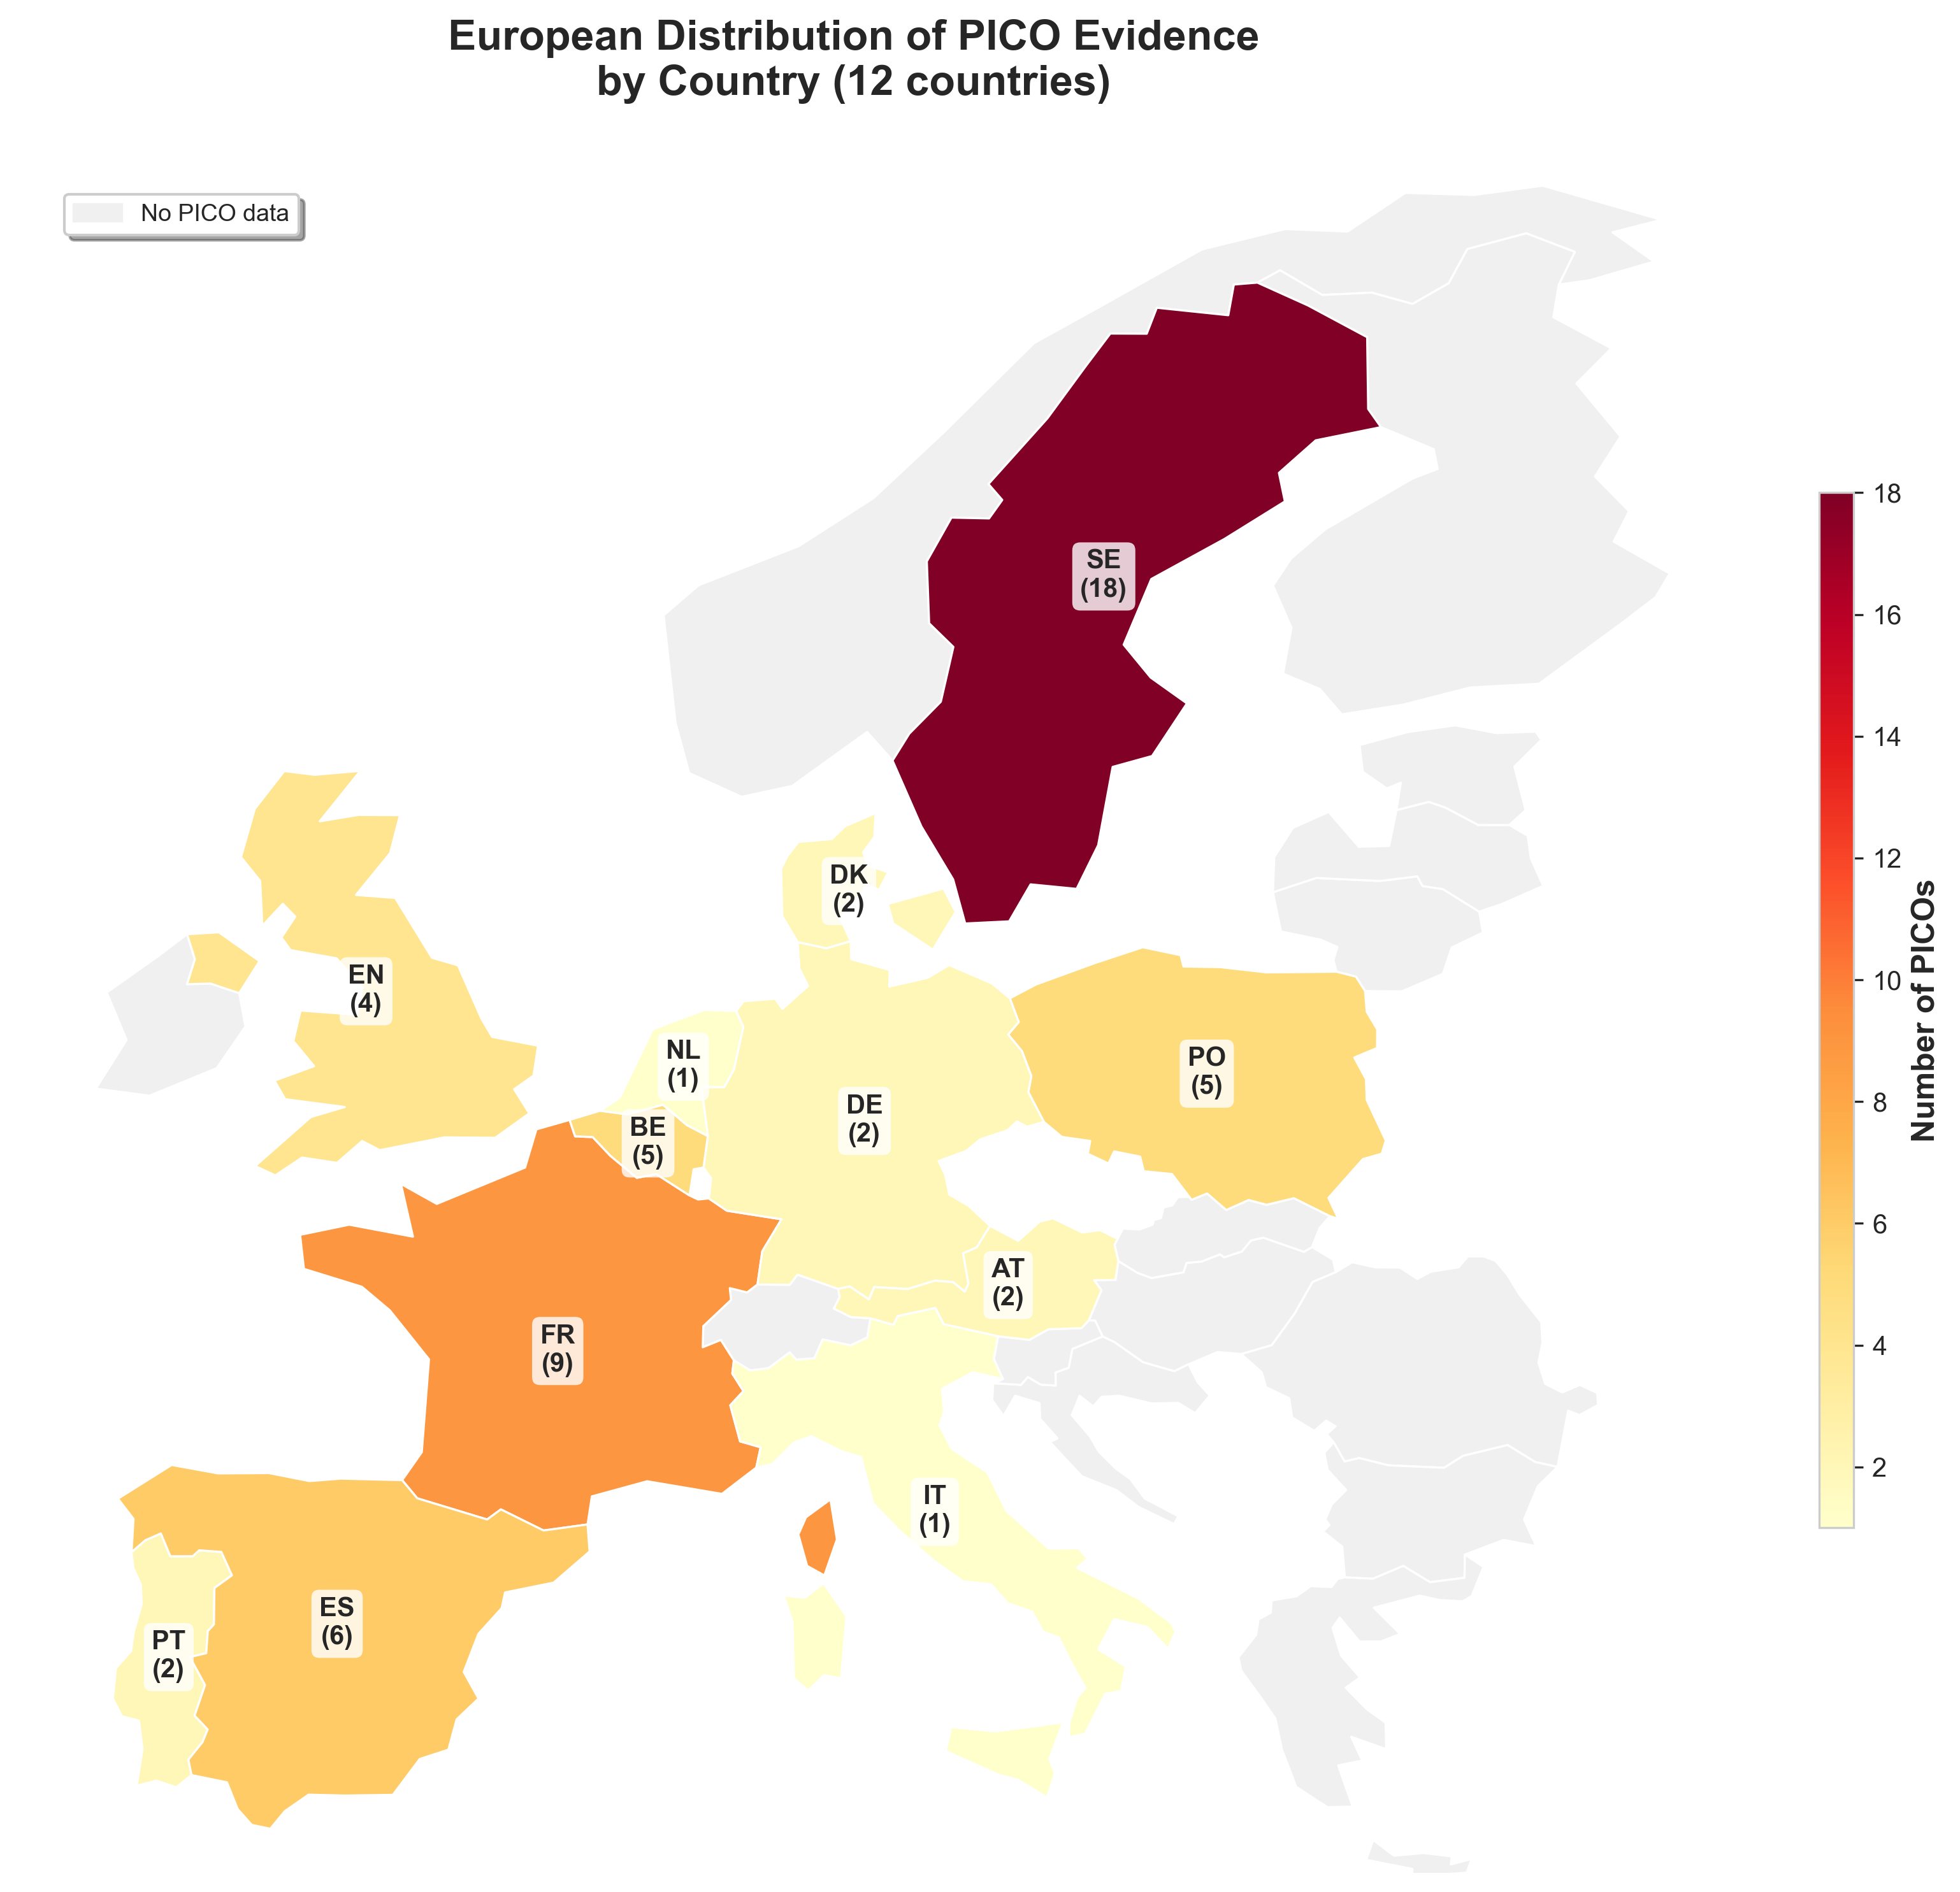 European Distribution of PICO Evidence
by Country (12 countries)
No PICO data
SE
(18)
DK
(2)
EN
(4)
NL
(1)
PO
(5)
DE
(2)
BE
(5)
AT
(2)
FR
(9)
IT
(1)
ES
(6)
PT
(2)
18
16
14
12
10
8
6
4
2
Number of PICOs